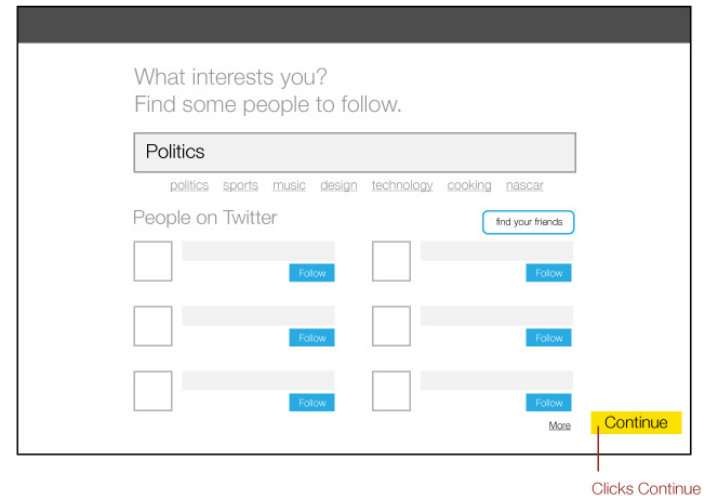 What interests you?
Find some people to follow.
Politics
politics sports music design technology cooking nascar
People on Twitter
find your friends
Follow
Follow
Follow
Follow
Follow
Follow
More
Continue
Clicks Continue